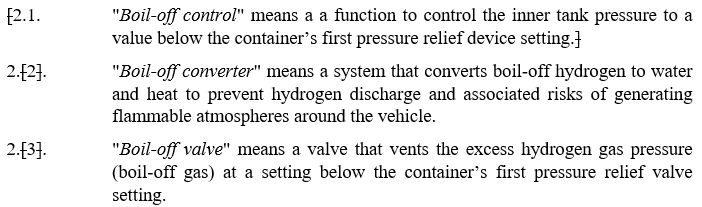 [2.1. "Boil-off control" means a a function to control the inner tank pressure to a
value below the container’s first pressure relief device setting.]
2.[2]. "Boil-off converter" means a system that converts boil-off hydrogen to water
and heat to prevent hydrogen discharge and associated risks of generating
flammable atmospheres around the vehicle.
2.[3]. "Boil-off valve" means a valve that vents the excess hydrogen gas pressure
(boil-off gas) at a setting below the container’s first pressure relief valve
setting.